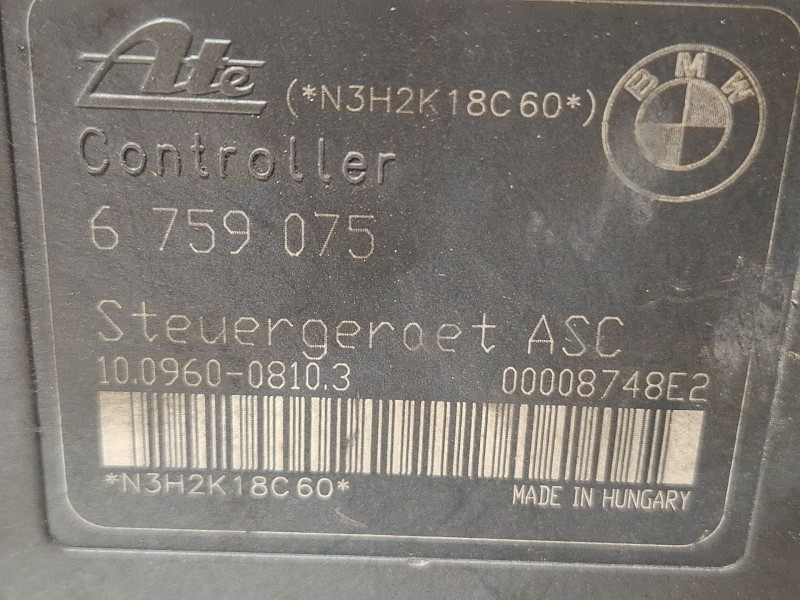 Ate (*N3H2K18C60*) BMW
Controller
6 759 075
Steuergeraet ASC
10.0960-0810.3 00008748E2
*N3H2K18C60* MADE IN HUNGARY